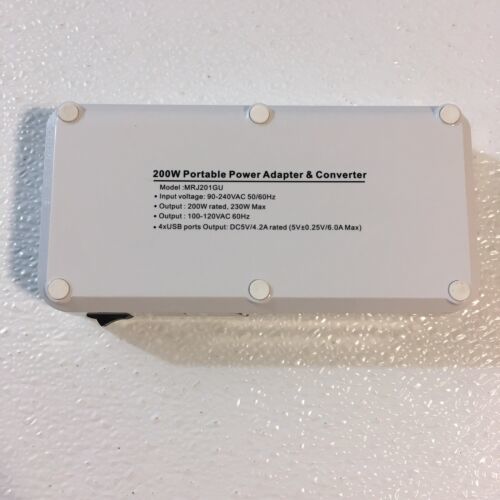 200W Portable Power Adapter & Converter
Model :MRJ201GU
• Input voltage: 90-240VAC 50/60Hz
• Output : 200W rated, 230W Max
• Output : 100-120VAC 60Hz
• 4xUSB ports Output: DC5V/4.2A rated (5V±0.25V/6.0A Max)